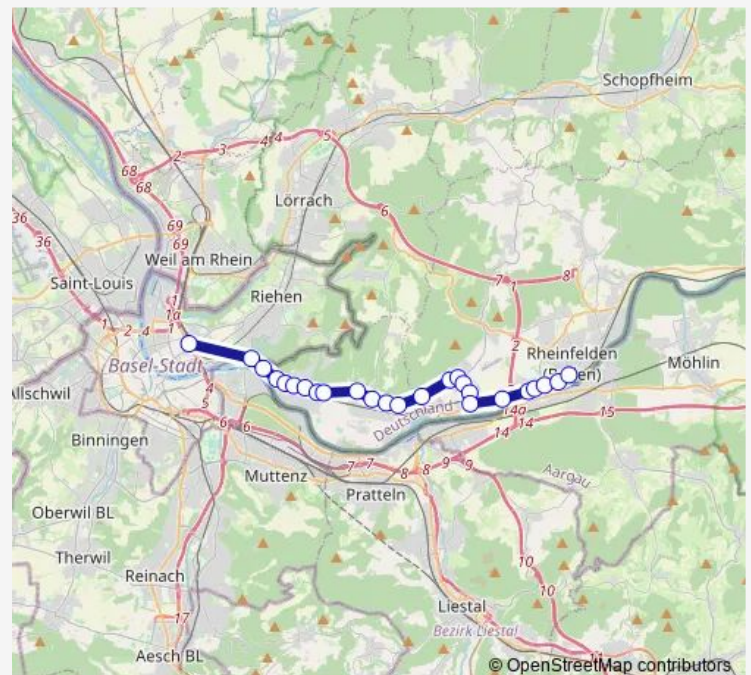 Schopfheim
68
68
2
3
4
4
5
36
36
69
69
Lörrach
6
Weil am Rhein
Saint-Louis
Riehen
7
1
8
1
2
4
1
1
1a
2
Basel-Stadt
Rheinfelden
(Baden)
Möhlin
Allschwil
4
5
6
6
Deutschland
14a
14
14
15
Binningen
7
7
8
8
9
9
Muttenz
Pratteln
Aargau
Oberwil BL
10
10
Therwil
Reinach
17
Liestal
Bezirk Liestal
Aesch BL
11
© OpenStreetMap contributors